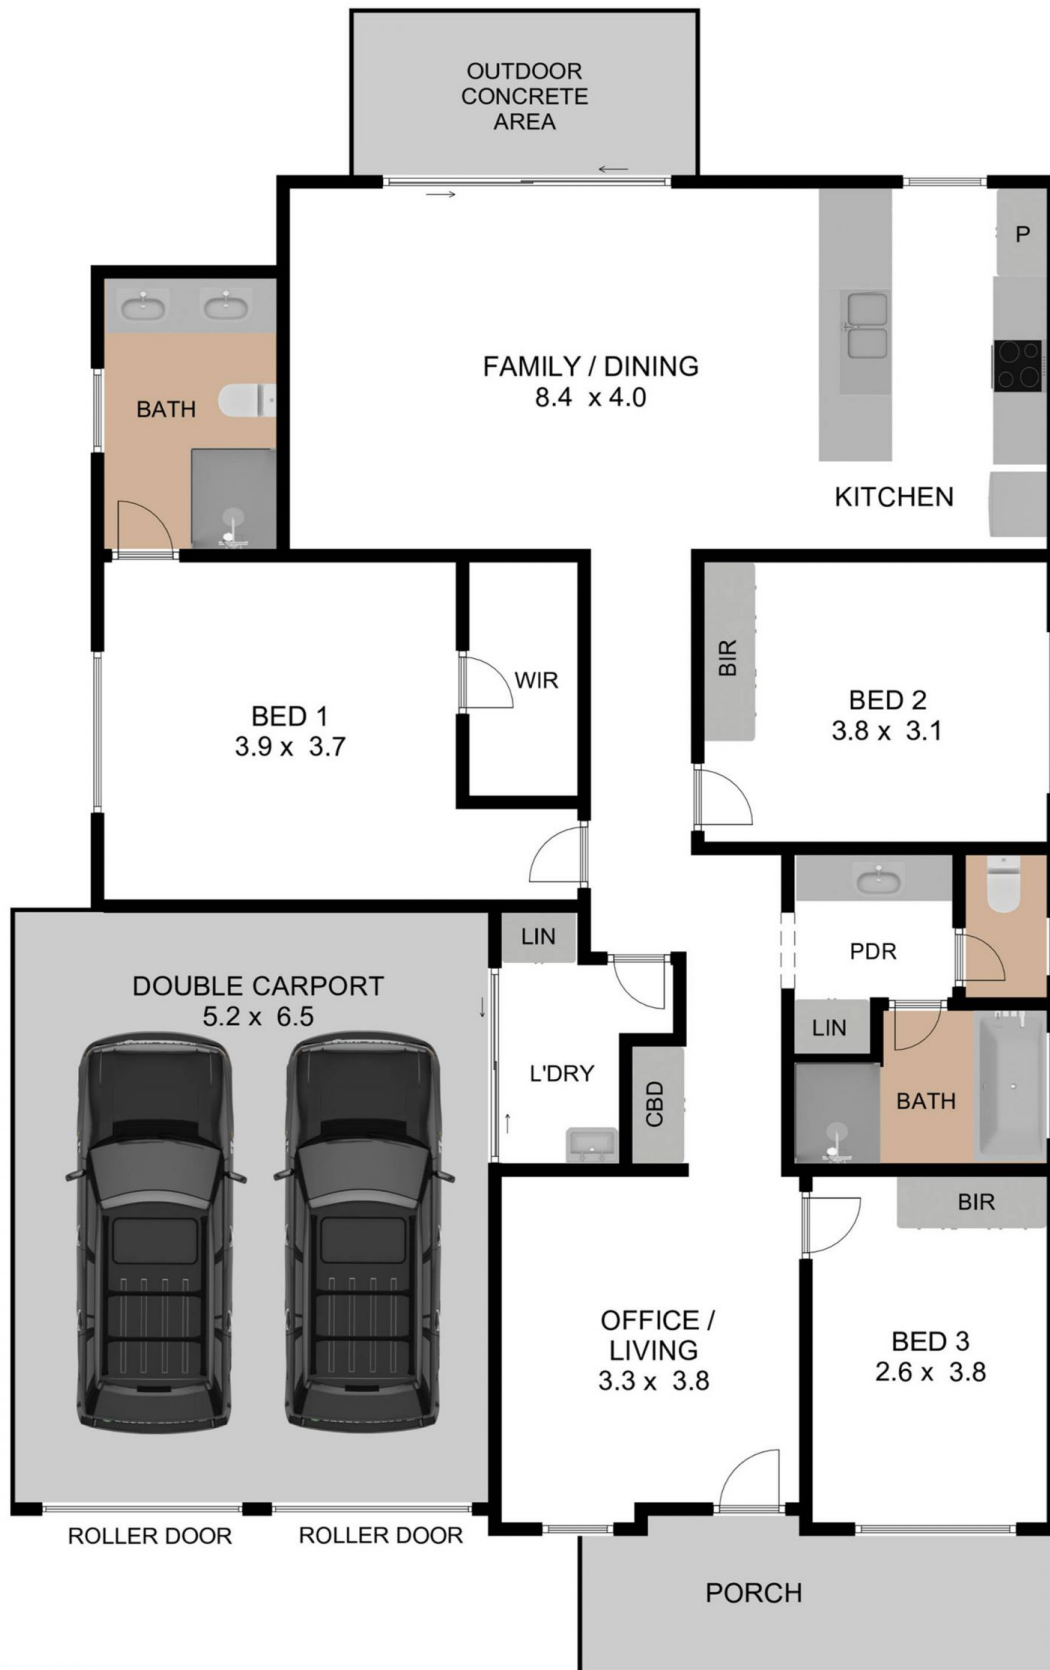 OUTDOOR
CONCRETE
AREA
P
FAMILY / DINING
8.4 x 4.0
BATH
KITCHEN
WIR
BIR
BED 1
3.9 x 3.7
BED 2
3.8 x 3.1
LIN
PDR
DOUBLE CARPORT
5.2 x 6.5
LIN
L'DRY
CBD
BATH
BIR
OFFICE /
LIVING
3.3 x 3.8
BED 3
2.6 x 3.8
ROLLER DOOR
ROLLER DOOR
PORCH